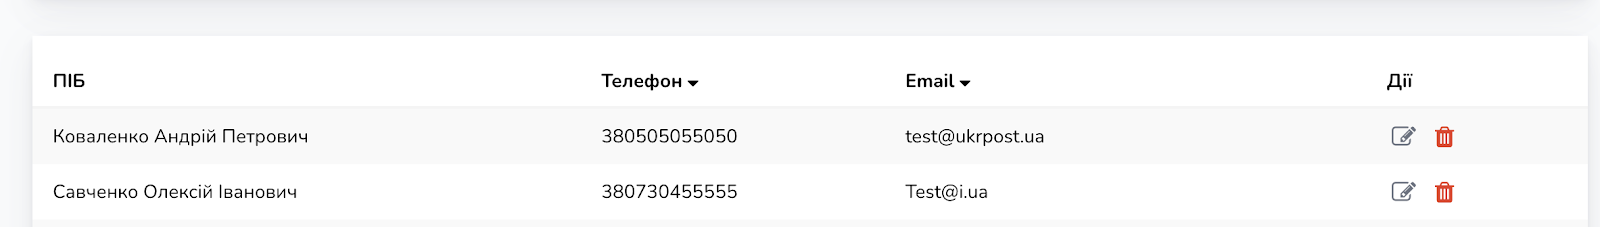 ПІБ Телефон Email Дії
Коваленко Андрій Петрович 380505055050 test@ukrpost.ua
Савченко Олексій Іванович 380730455555 Test@i.ua